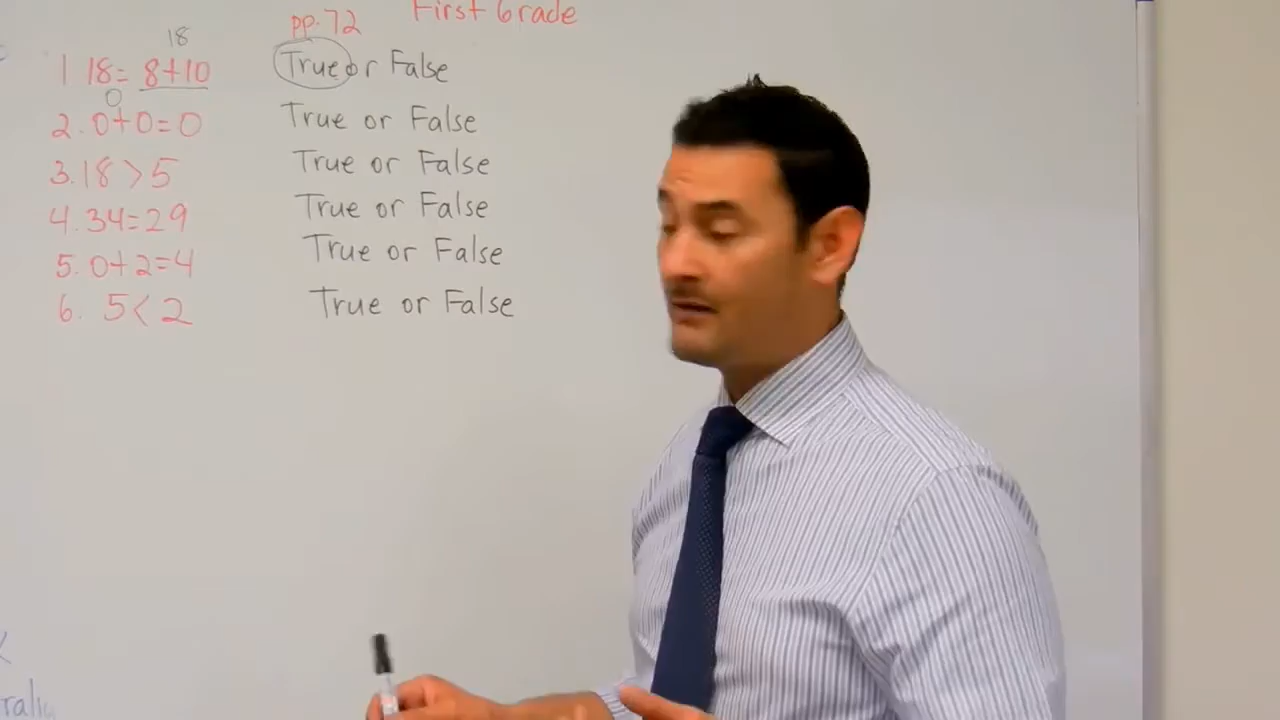 pp. 72 First Grade
18
1 18 = 8+10 True or False
0
2. 0+0=0 True or False
3. 18 > 5 True or False
4. 34=29 True or False
5. 0+2=4 True or False
6. 5 < 2 True or False